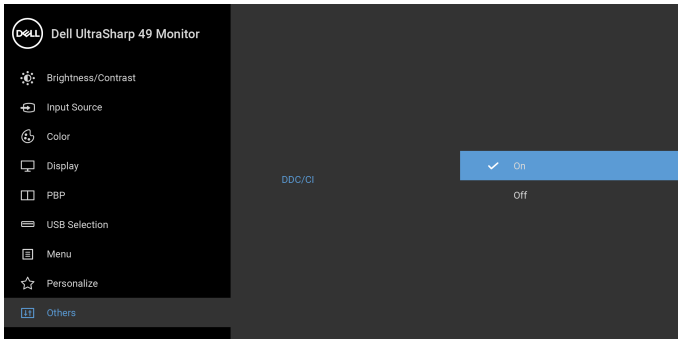 DELL Dell UltraSharp 49 Monitor
Brightness/Contrast
Input Source
Color
Display
PBP
USB Selection
Menu
Personalize
Others
DDC/CI
On
Off